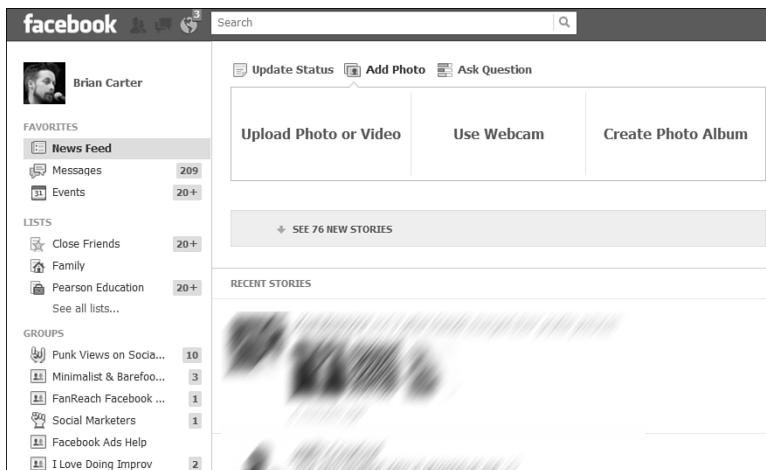 facebook
3
Search
Brian Carter
Update Status Add Photo Ask Question
Upload Photo or Video Use Webcam Create Photo Album
FAVORITES
News Feed
Messages 209
31 Events 20+
SEE 76 NEW STORIES
LISTS
Close Friends 20+
Family
Pearson Education 20+
See all lists...
RECENT STORIES
GROUPS
Punk Views on Socia... 10
Minimalist & Barefoo... 3
FanReach Facebook ... 1
Social Marketers 1
Facebook Ads Help
I Love Doing Improv 2